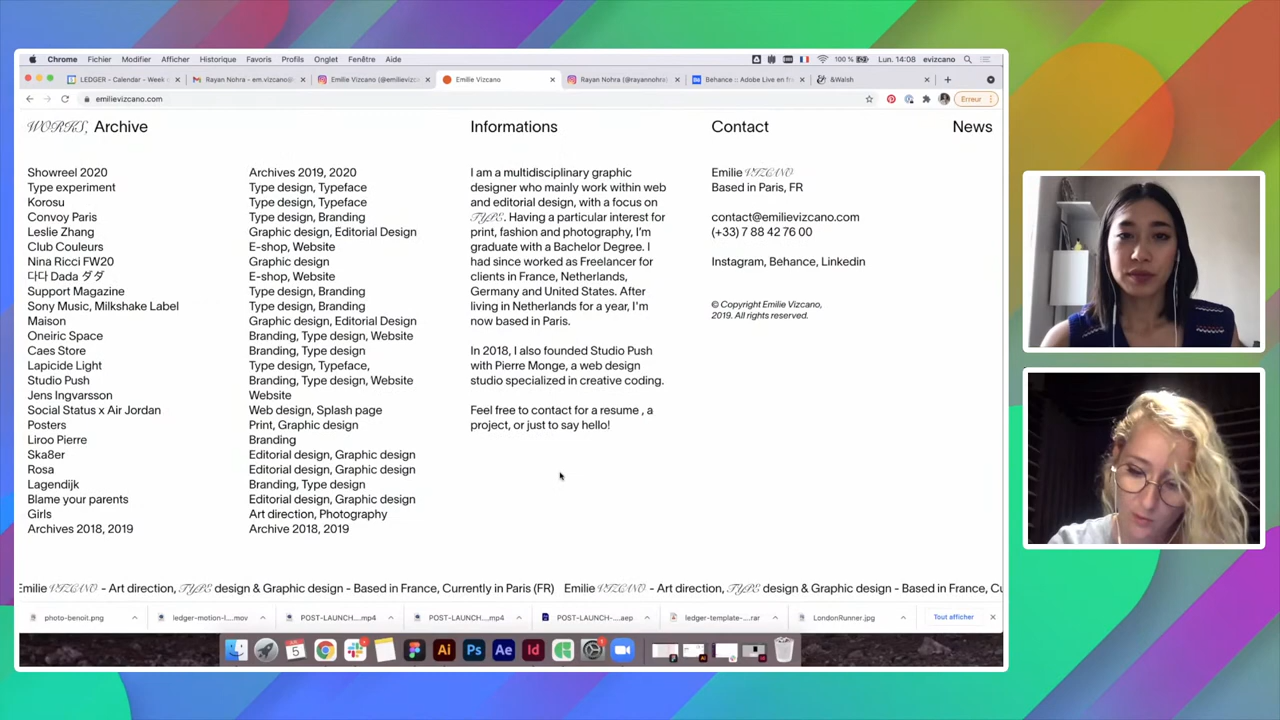 Chrome Fichier Modifier Afficher Historique Favoris Profils Onglet Fenêtre Aide 100 % Lun. 14:08 evizcano
LEDGER - Calendar - Week Rayan Nohra - em.vizcano@ Emilie Vizcano (@emilievizc Emilie Vizcano Rayan Nohra (@rayannohra) Behance :: Adobe Live en fr &Walsh
emilievizcano.com Erreur
WORKS, Archive Informations Contact News
Showreel 2020 Archives 2019, 2020
Type experiment Type design, Typeface
Korosu Type design, Typeface
Convoy Paris Type design, Branding
Leslie Zhang Graphic design, Editorial Design
Club Couleurs E-shop, Website
Nina Ricci FW20 Graphic design
다다 Dada ダダ E-shop, Website
Support Magazine Type design, Branding
Sony Music, Milkshake Label Type design, Branding
Maison Graphic design, Editorial Design
Oneiric Space Branding, Type design, Website
Caes Store Branding, Type design
Lapicide Light Type design, Typeface,
Studio Push Branding, Type design, Website
Jens Ingvarsson Website
Social Status x Air Jordan Web design, Splash page
Posters Print, Graphic design
Liroo Pierre Branding
Ska8er Editorial design, Graphic design
Rosa Editorial design, Graphic design
Lagendijk Branding, Type design
Blame your parents Editorial design, Graphic design
Girls Art direction, Photography
Archives 2018, 2019 Archive 2018, 2019
I am a multidisciplinary graphic
designer who mainly work within web
and editorial design, with a focus on
TYPE. Having a particular interest for
print, fashion and photography, I'm
graduate with a Bachelor Degree. I
had since worked as Freelancer for
clients in France, Netherlands,
Germany and United States. After
living in Netherlands for a year, I'm
now based in Paris.
In 2018, I also founded Studio Push
with Pierre Monge, a web design
studio specialized in creative coding.
Feel free to contact for a resume , a
project, or just to say hello!
Emilie VIZCANO
Based in Paris, FR
contact@emilievizcano.com
(+33) 7 88 42 76 00
Instagram, Behance, Linkedin
© Copyright Emilie Vizcano,
2019. All rights reserved.
Emilie VIZCANO - Art direction, TYPE design & Graphic design - Based in France, Currently in Paris (FR) Emilie VIZCANO - Art direction, TYPE design & Graphic design - Based in France, Cu
photo-benoit.png ledger-motion-l....mov POST-LAUNCH....mp4 POST-LAUNCH....mp4 POST-LAUNCH-....aep ledger-template-....rar LondonRunner.jpg Tout afficher
5 Ai Ps Ae Id